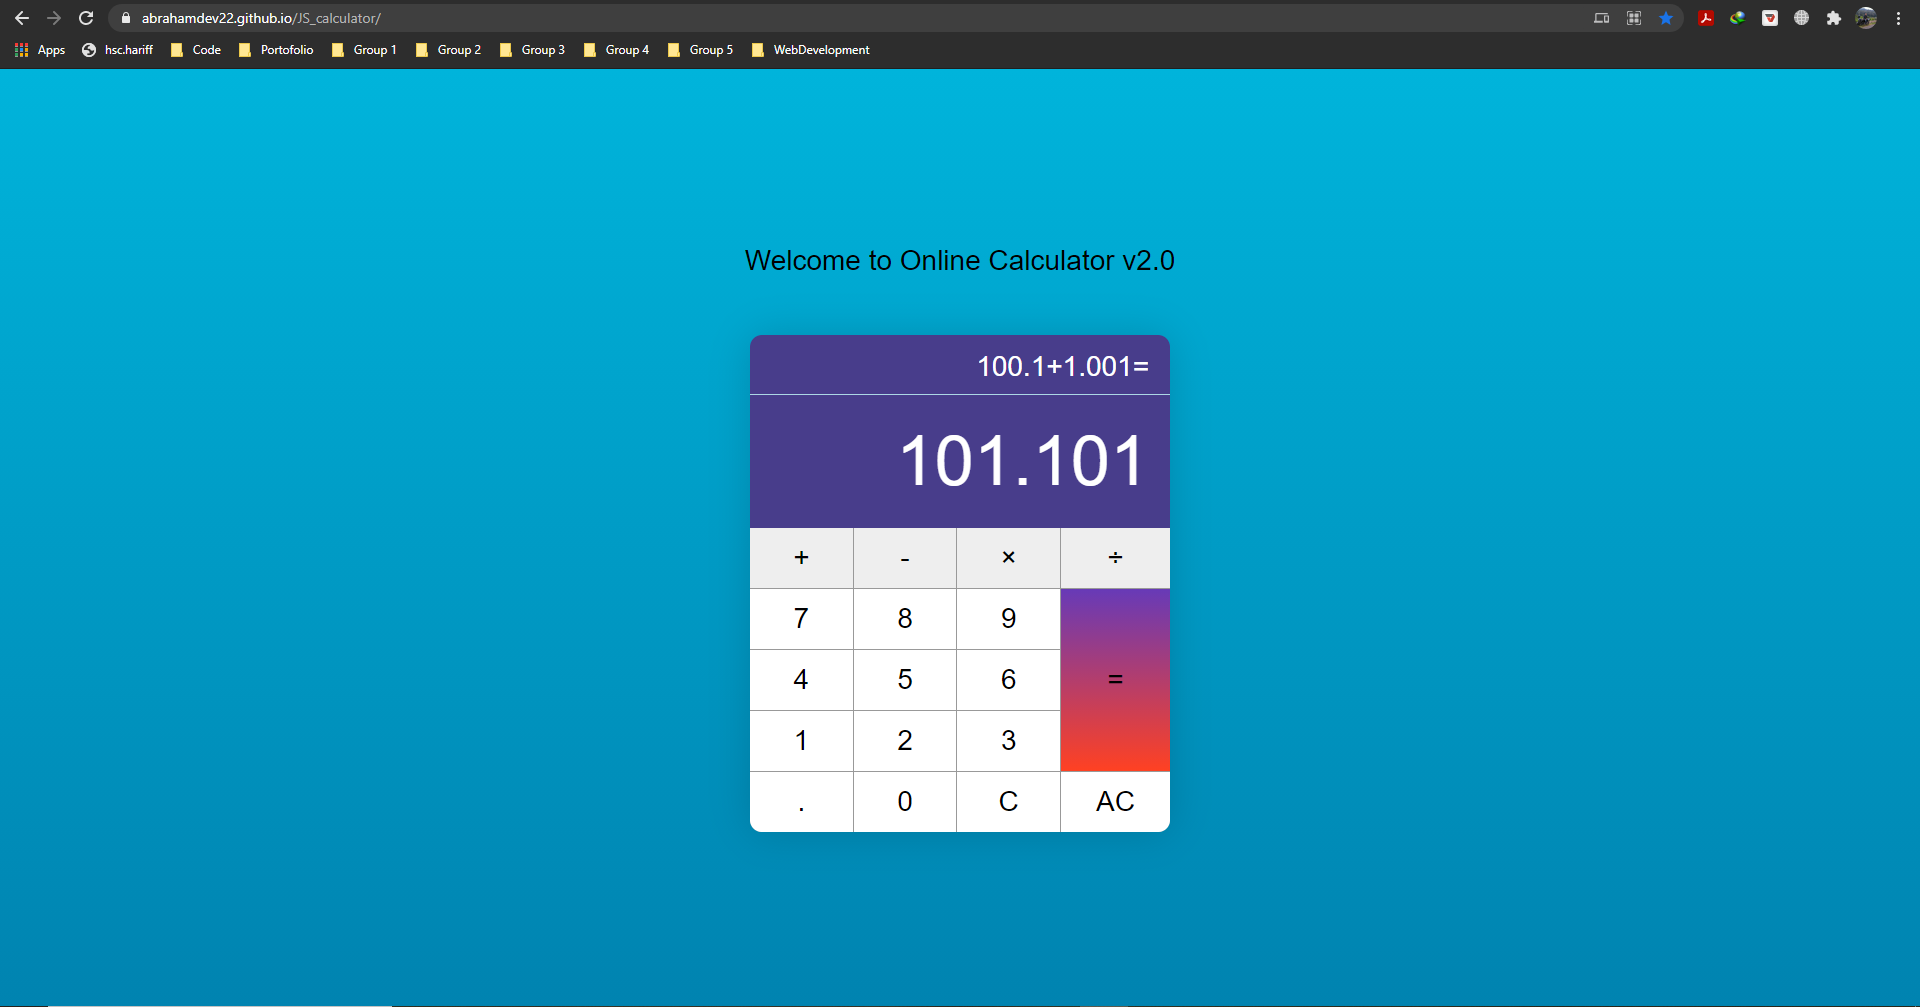 abrahamdev22.github.io/JS_calculator/
Apps hsc.hariff Code Portofolio Group 1 Group 2 Group 3 Group 4 Group 5 WebDevelopment
Welcome to Online Calculator v2.0
100.1+1.001=
101.101
+ - × ÷
7 8 9
4 5 6 =
1 2 3
. 0 C AC